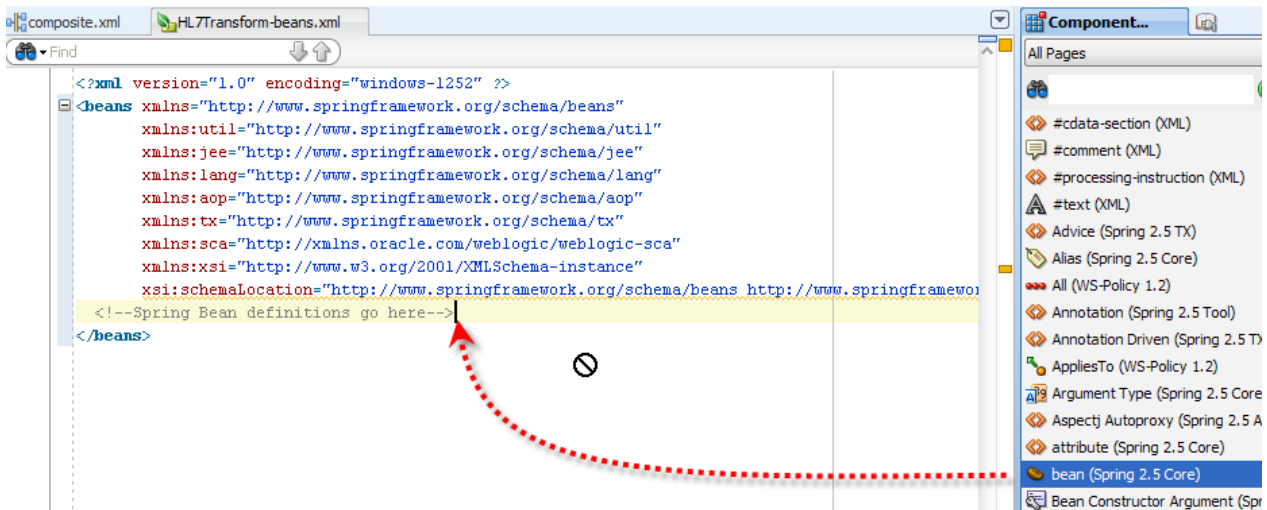 composite.xml
HL7Transform-beans.xml
Component...
Find
All Pages
<?xml version="1.0" encoding="windows-1252" ?>
<beans xmlns="http://www.springframework.org/schema/beans"
xmlns:util="http://www.springframework.org/schema/util"
xmlns:jee="http://www.springframework.org/schema/jee"
xmlns:lang="http://www.springframework.org/schema/lang"
xmlns:aop="http://www.springframework.org/schema/aop"
xmlns:tx="http://www.springframework.org/schema/tx"
xmlns:sca="http://xmlns.oracle.com/weblogic/weblogic-sca"
xmlns:xsi="http://www.w3.org/2001/XMLSchema-instance"
xsi:schemaLocation="http://www.springframework.org/schema/beans http://www.springframewor
<!--Spring Bean definitions go here-->
</beans>
#cdata-section (XML)
#comment (XML)
#processing-instruction (XML)
#text (XML)
Advice (Spring 2.5 TX)
Alias (Spring 2.5 Core)
All (WS-Policy 1.2)
Annotation (Spring 2.5 Tool)
Annotation Driven (Spring 2.5 TX
AppliesTo (WS-Policy 1.2)
Argument Type (Spring 2.5 Core
Aspectj Autoproxy (Spring 2.5 A
attribute (Spring 2.5 Core)
bean (Spring 2.5 Core)
Bean Constructor Argument (Spr